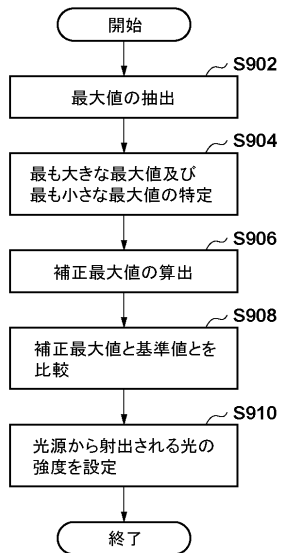 開始
S902
最大値の抽出
S904
最も大きな最大値及び
最も小さな最大値の特定
S906
補正最大値の算出
S908
補正最大値と基準値とを
比較
S910
光源から射出される光の
強度を設定
終了